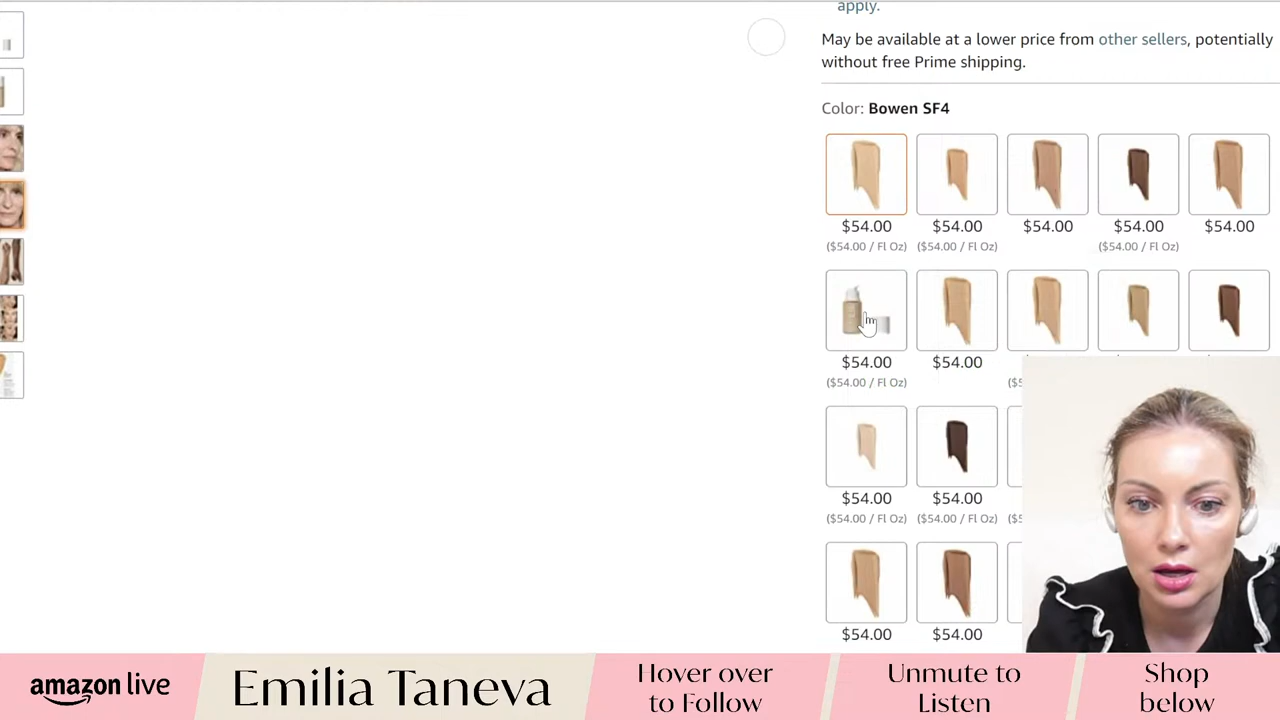 apply.
May be available at a lower price from other sellers, potentially
without free Prime shipping.
Color: Bowen SF4
$54.00 $54.00 $54.00 $54.00 $54.00
($54.00 / Fl Oz) ($54.00 / Fl Oz) ($54.00 / Fl Oz)
$54.00 $54.00
($54.00 / Fl Oz)
$54.00 $54.00
($54.00 / Fl Oz) ($54.00 / Fl Oz)
$54.00 $54.00
amazon live
Emilia Taneva
Hover over
to Follow
Unmute to
Listen
Shop
below